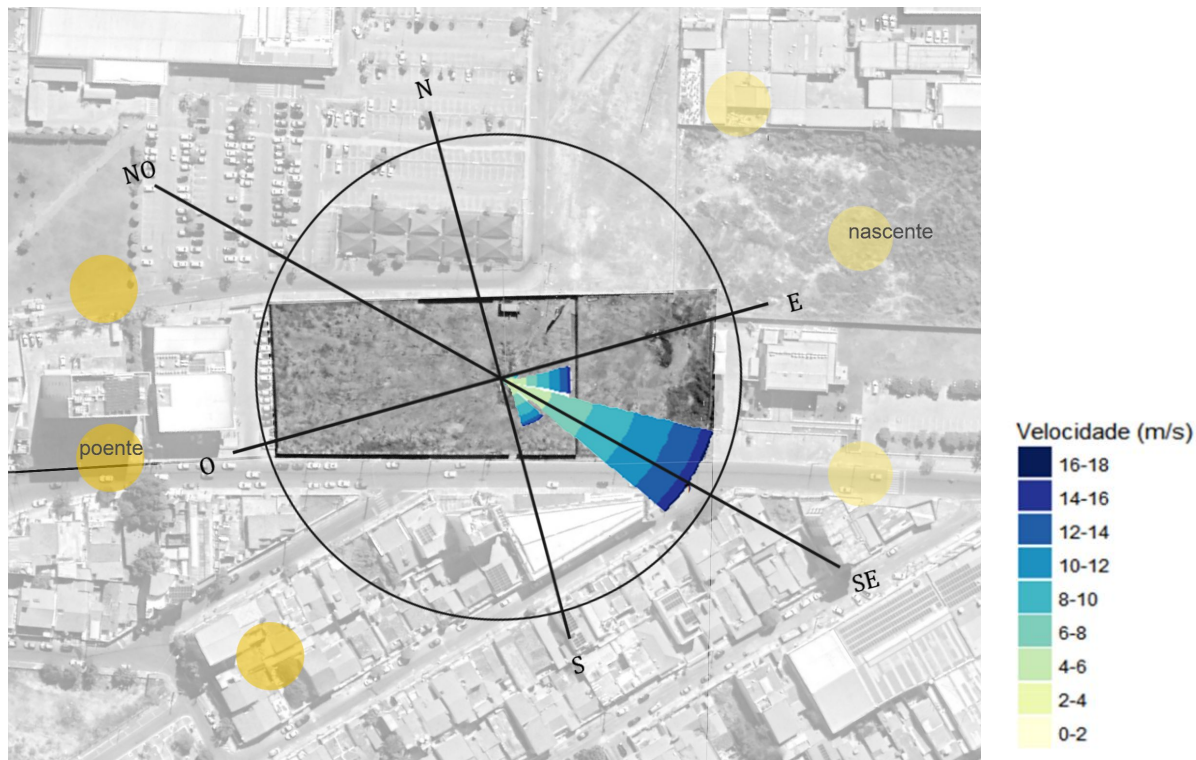 N
NO
nascente
E
poente
O
SE
S
Velocidade (m/s)
16-18
14-16
12-14
10-12
8-10
6-8
4-6
2-4
0-2